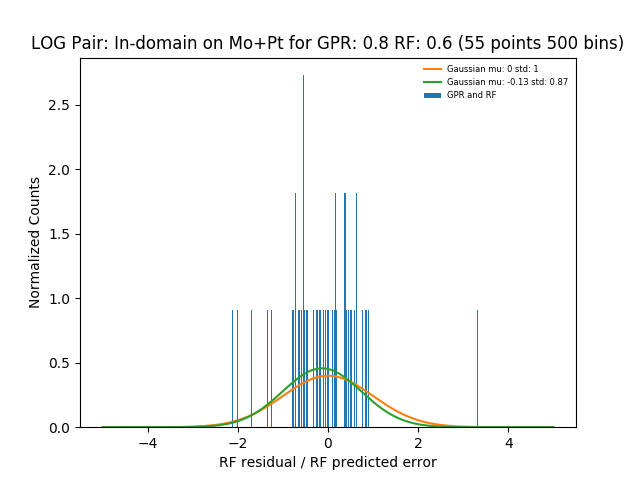 LOG Pair: In-domain on Mo+Pt for GPR: 0.8 RF: 0.6 (55 points 500 bins)
Gaussian mu: 0 std: 1
Gaussian mu: -0.13 std: 0.87
GPR and RF
Normalized Counts
2.5
2.0
1.5
1.0
0.5
0.0
−4
−2
0
2
4
RF residual / RF predicted error